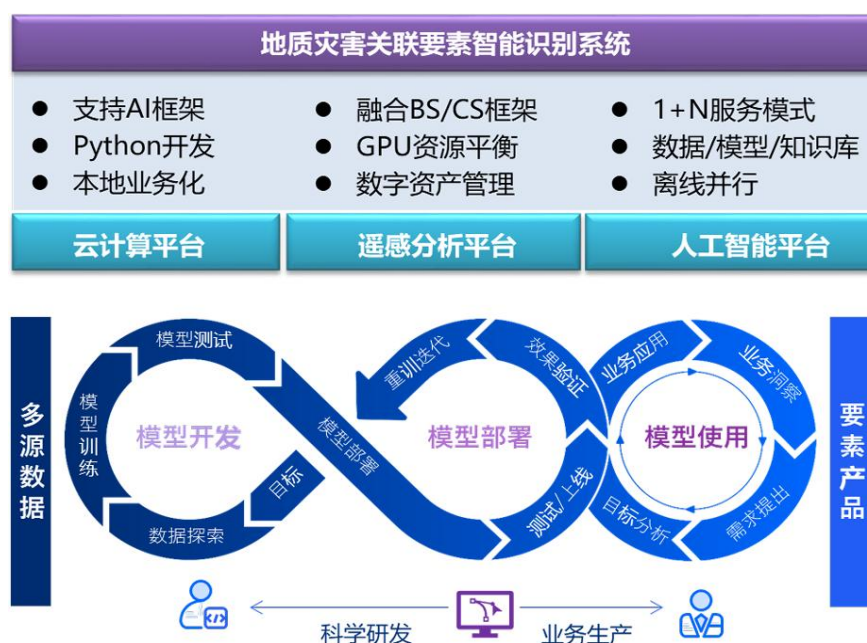 地质灾害关联要素智能识别系统
● 支持AI框架
● Python开发
● 本地业务化
● 融合BS/CS框架
● GPU资源平衡
● 数字资产管理
● 1+N服务模式
● 数据/模型/知识库
● 离线并行
云计算平台
遥感分析平台
人工智能平台
多源数据
模型开发
目标
数据探索
模型训练
模型测试
模型部署
模型部署
测试/上线
效果验证
重训迭代
模型使用
业务应用
业务洞察
需求提出
目标分析
要素产品
科学研发
业务生产